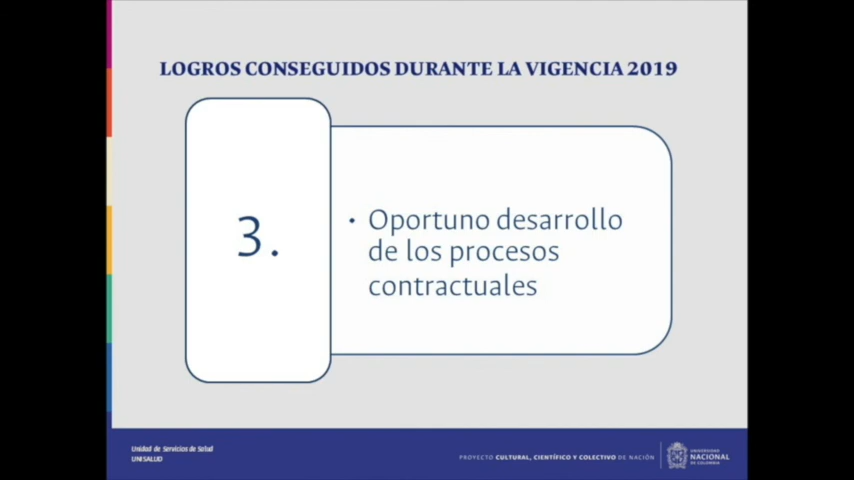 LOGROS CONSEGUIDOS DURANTE LA VIGENCIA 2019
3.
• Oportuno desarrollo
de los procesos
contractuales
Unidad de Servicios de Salud
UNISALUD
PROYECTO CULTURAL, CIENTÍFICO Y COLECTIVO DE NACIÓN
UNIVERSIDAD
NACIONAL
DE COLOMBIA